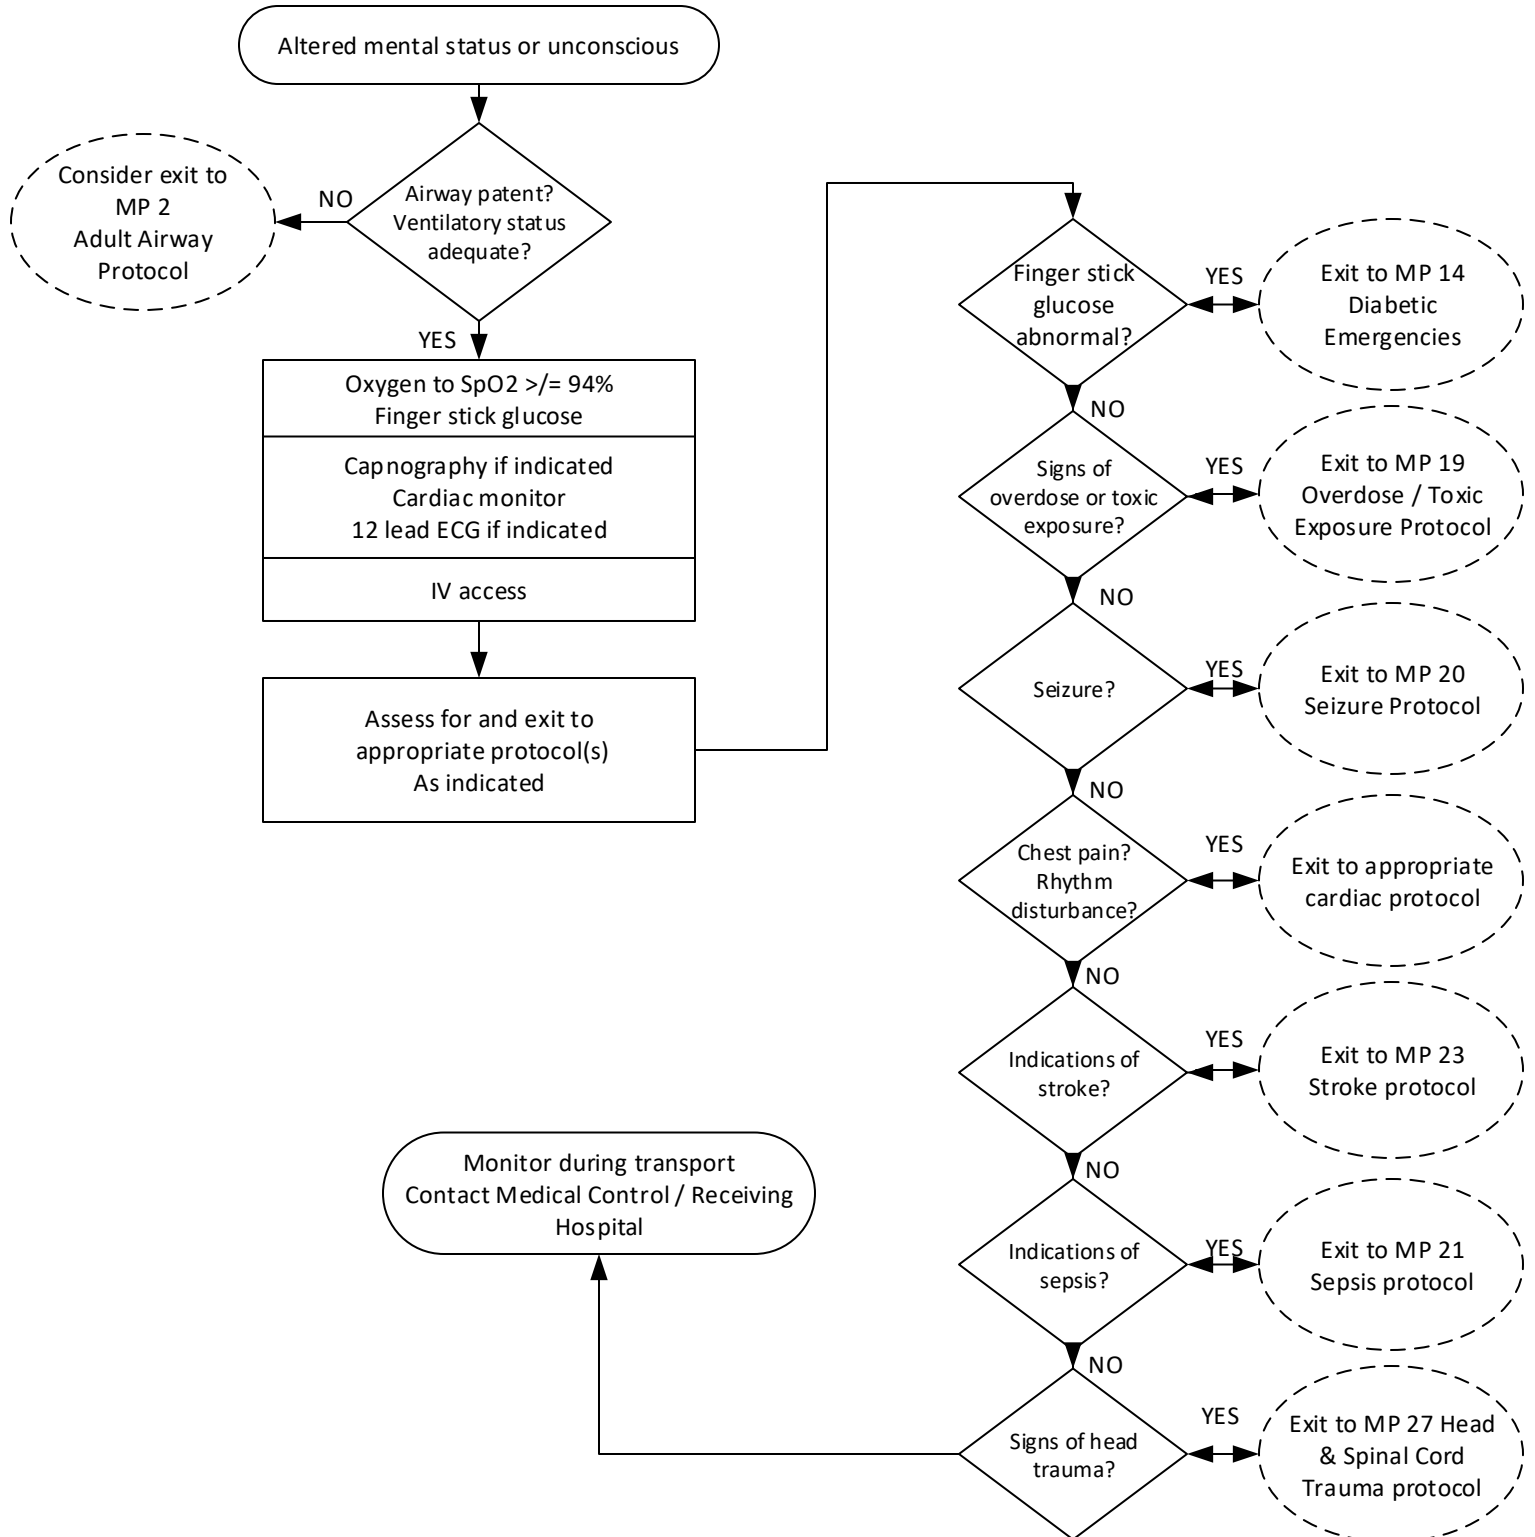 Altered mental status or unconscious
Airway patent?
Ventilatory status
adequate?
NO
Consider exit to
MP 2
Adult Airway
Protocol
YES
Oxygen to SpO2 >/= 94%
Finger stick glucose
Capnography if indicated
Cardiac monitor
12 lead ECG if indicated
IV access
Assess for and exit to
appropriate protocol(s)
As indicated
Finger stick
glucose
abnormal?
YES
Exit to MP 14
Diabetic
Emergencies
NO
Signs of
overdose or toxic
exposure?
YES
Exit to MP 19
Overdose / Toxic
Exposure Protocol
NO
Seizure?
YES
Exit to MP 20
Seizure Protocol
NO
Chest pain?
Rhythm
disturbance?
YES
Exit to appropriate
cardiac protocol
NO
Indications of
stroke?
YES
Exit to MP 23
Stroke protocol
NO
Indications of
sepsis?
YES
Exit to MP 21
Sepsis protocol
NO
Signs of head
trauma?
YES
Exit to MP 27 Head
& Spinal Cord
Trauma protocol
Monitor during transport
Contact Medical Control / Receiving
Hospital